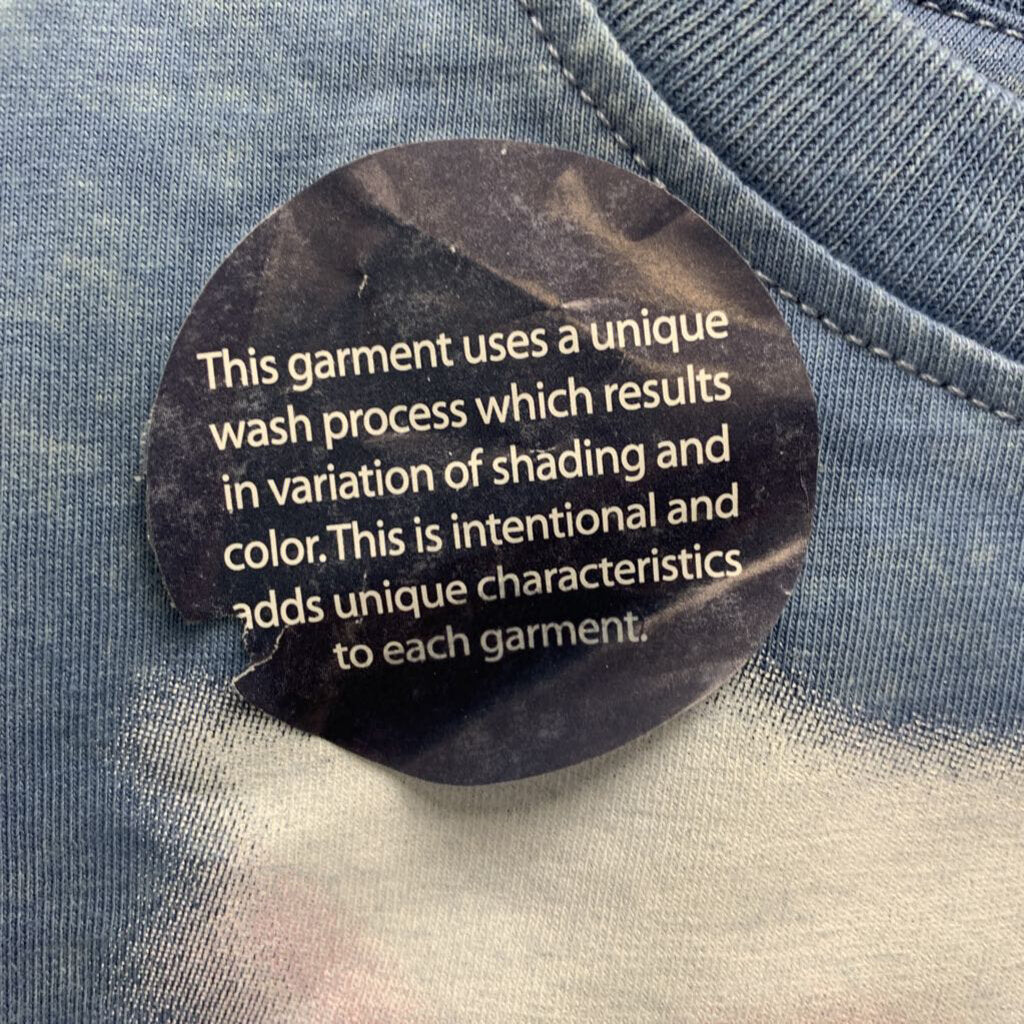 This garment uses a unique
wash process which results
in variation of shading and
color. This is intentional and
adds unique characteristics
to each garment.